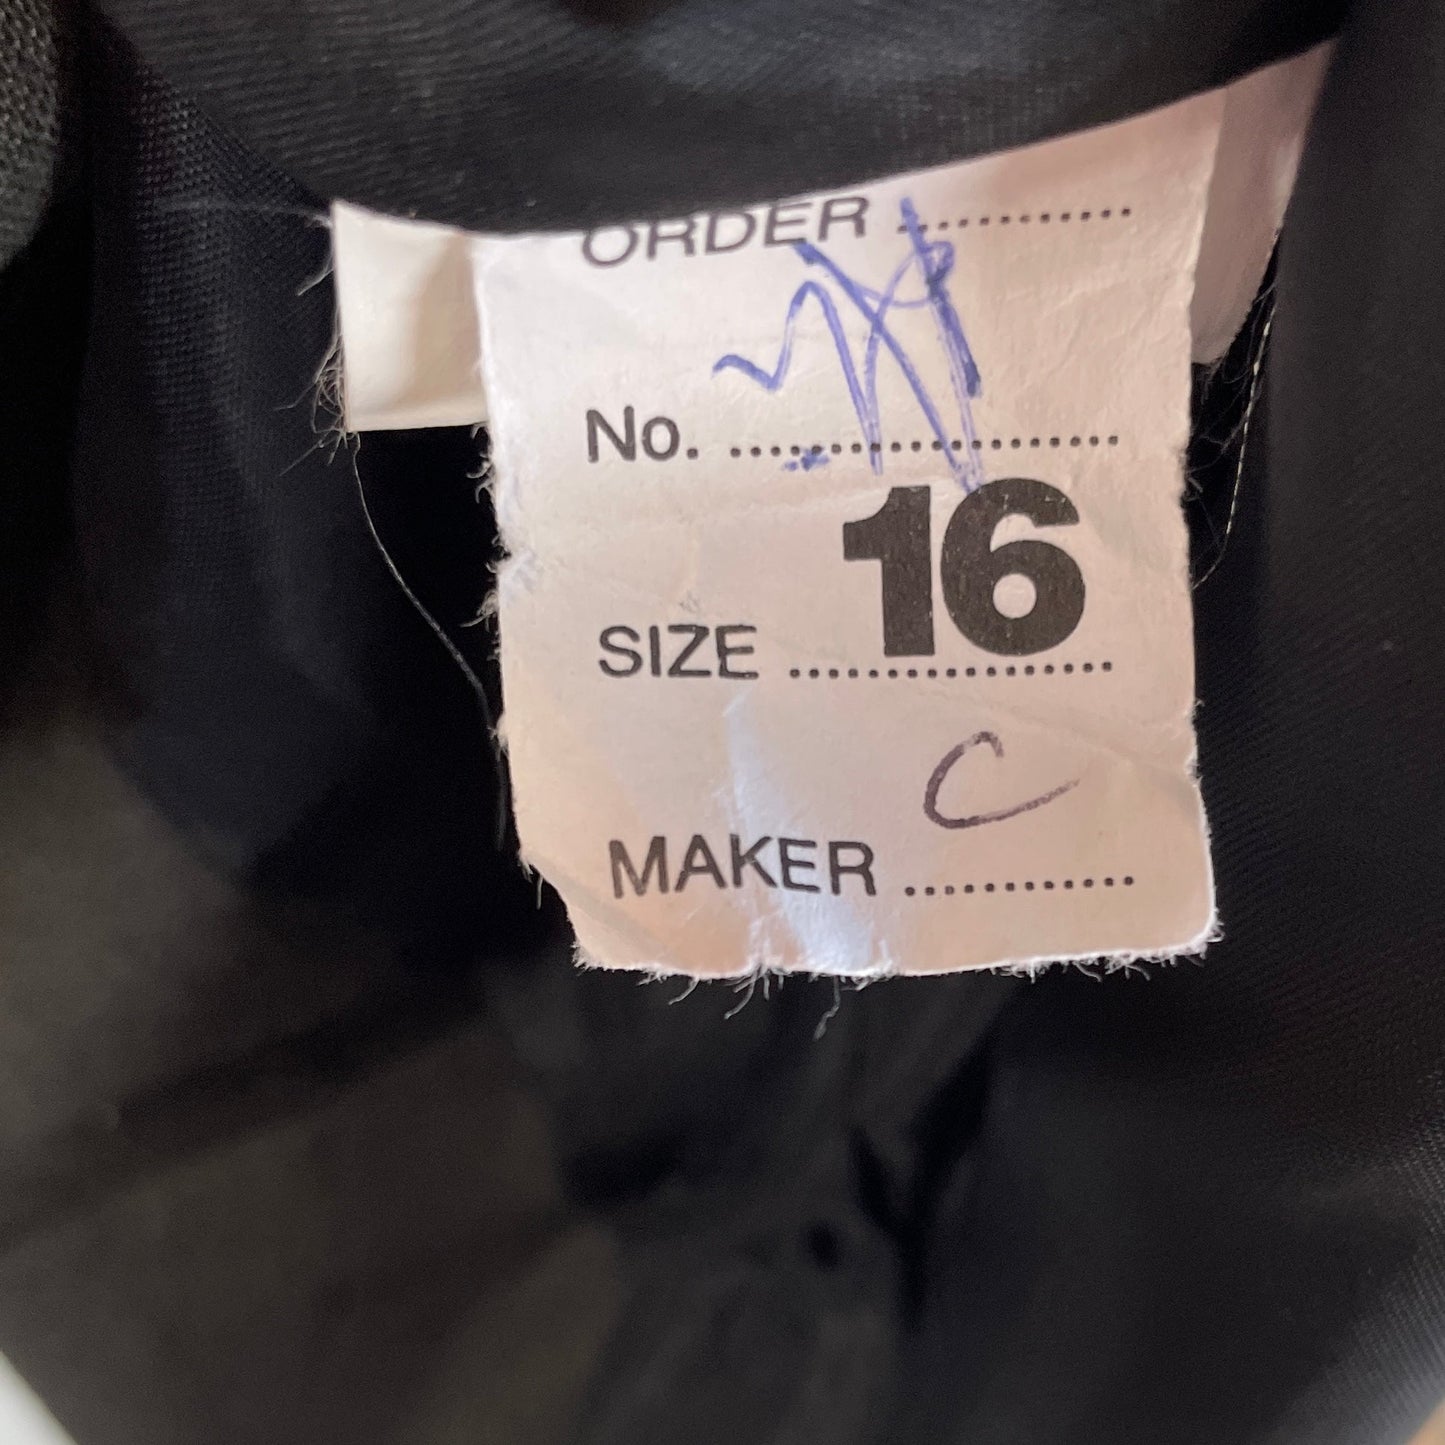 ORDER ............
No. ....................
SIZE 16 .................
MAKER C ............